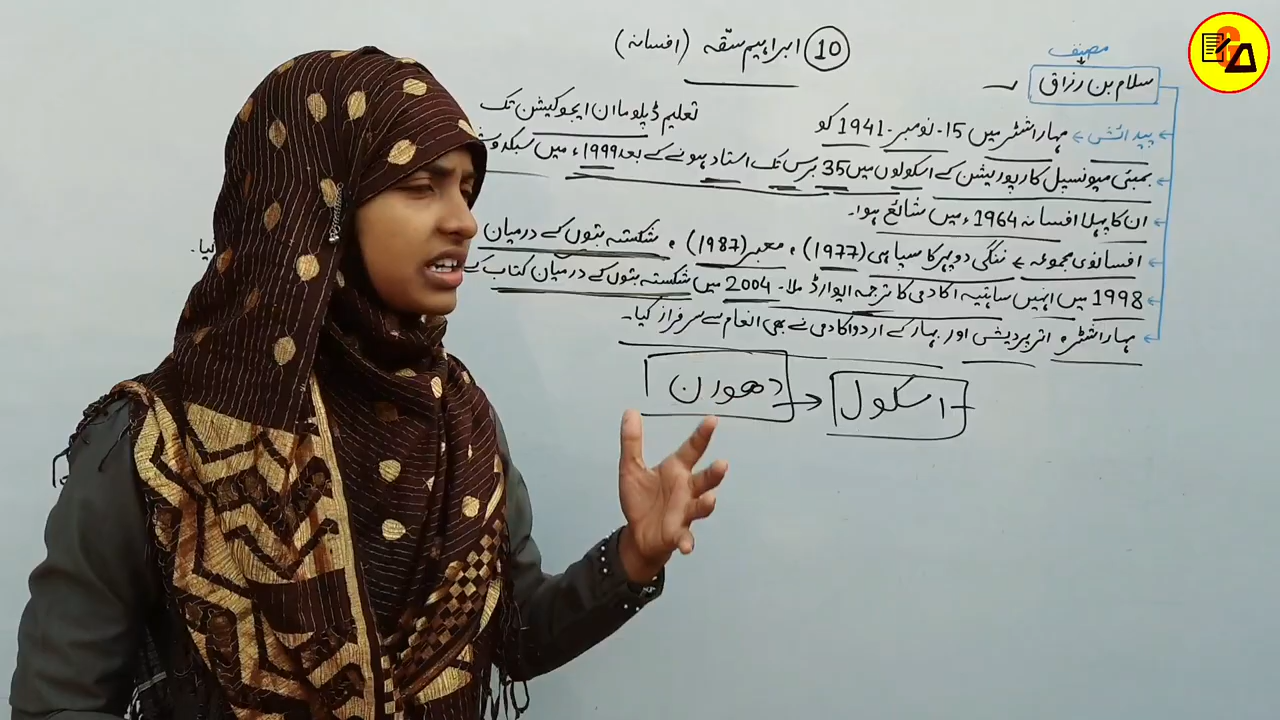 10 ابراہیم سقّہ (افسانہ)
مصنف
سلام بن رزاق
پیدائش ← مہاراشٹر میں 15۔ نومبر۔ 1941 کو
تعلیم ڈپلوما ان ایجوکیشن تک
بمبئی میونسپل کارپوریشن کے اسکولوں میں 35 برس تک استاد ہونے کے بعد 1999ء میں
ان کا پہلا افسانہ 1964ء میں شائع ہوا۔
افسانوی مجموعہ ← ننگی دوپہر کا سپاہی (1977)، معبر (1987)، شکستہ بتوں کے درمیان
1998 میں انہیں ساہتیہ اکادمی کا ترجمہ ایوارڈ ملا۔ 2004 میں شکستہ بتوں کے درمیان کتاب کے
مہاراشٹر، اترپردیش اور بہار کے اردو اکادمی نے بھی انعام سے سرفراز کیا۔
دھورن → اسکول